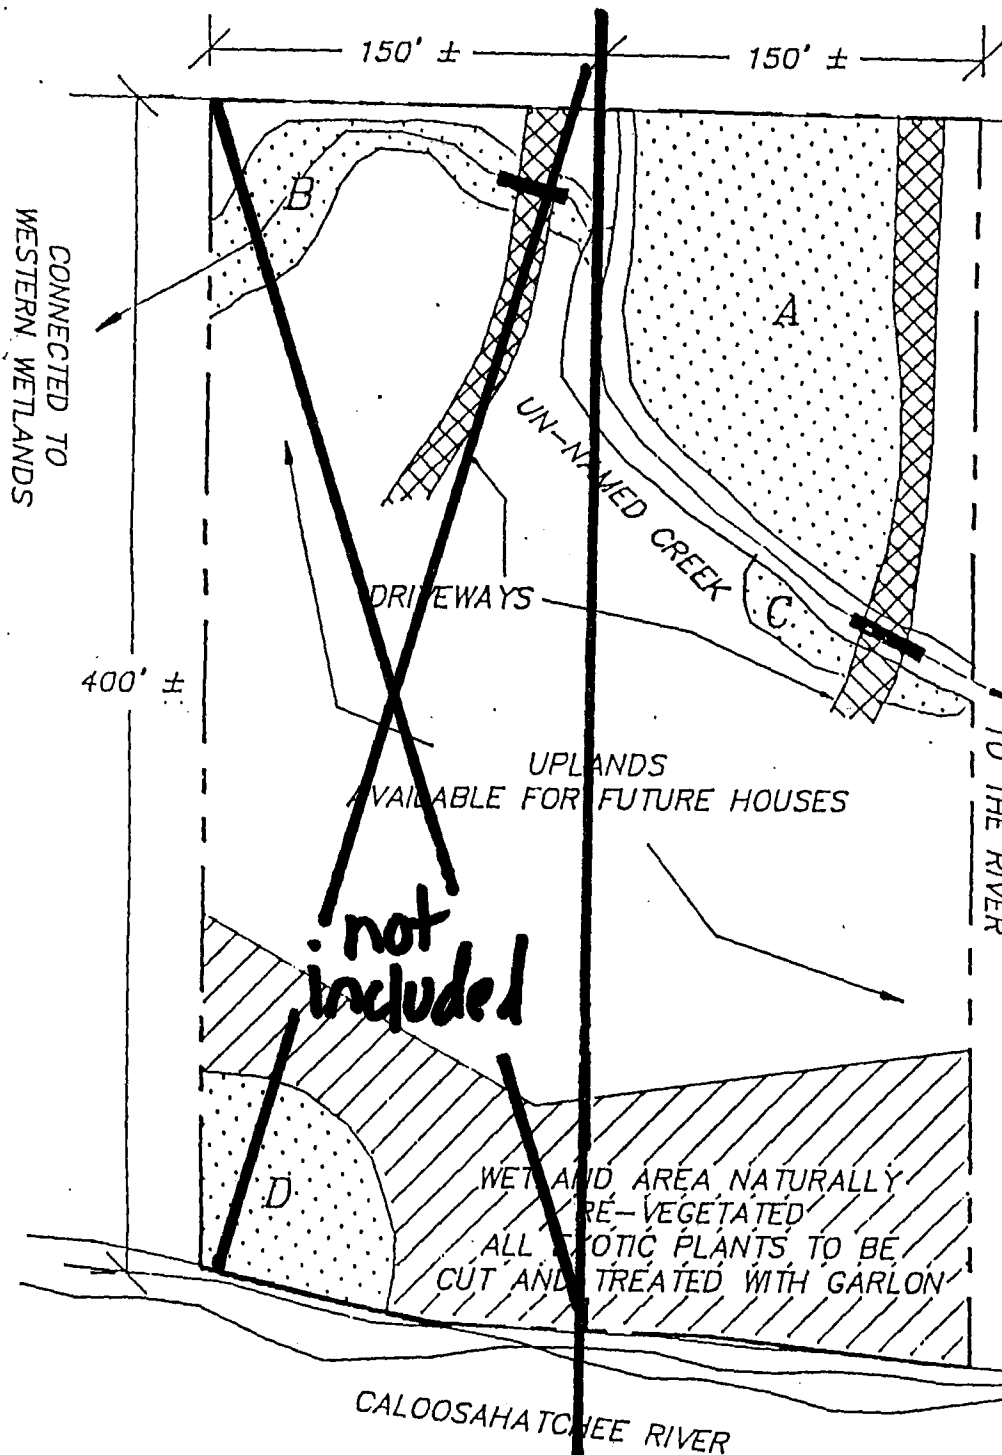 150' ±
150' ±
B
A
CONNECTED TO
WESTERN WETLANDS
UN-NAMED CREEK
C
DRIVEWAYS
400' ±
TO THE RIVER
UPLANDS
AVAILABLE FOR FUTURE HOUSES
not
included
D
WETLAND AREA NATURALLY
RE-VEGETATED
ALL EXOTIC PLANTS TO BE
CUT AND TREATED WITH GARLON
CALOOSAHATCHEE RIVER